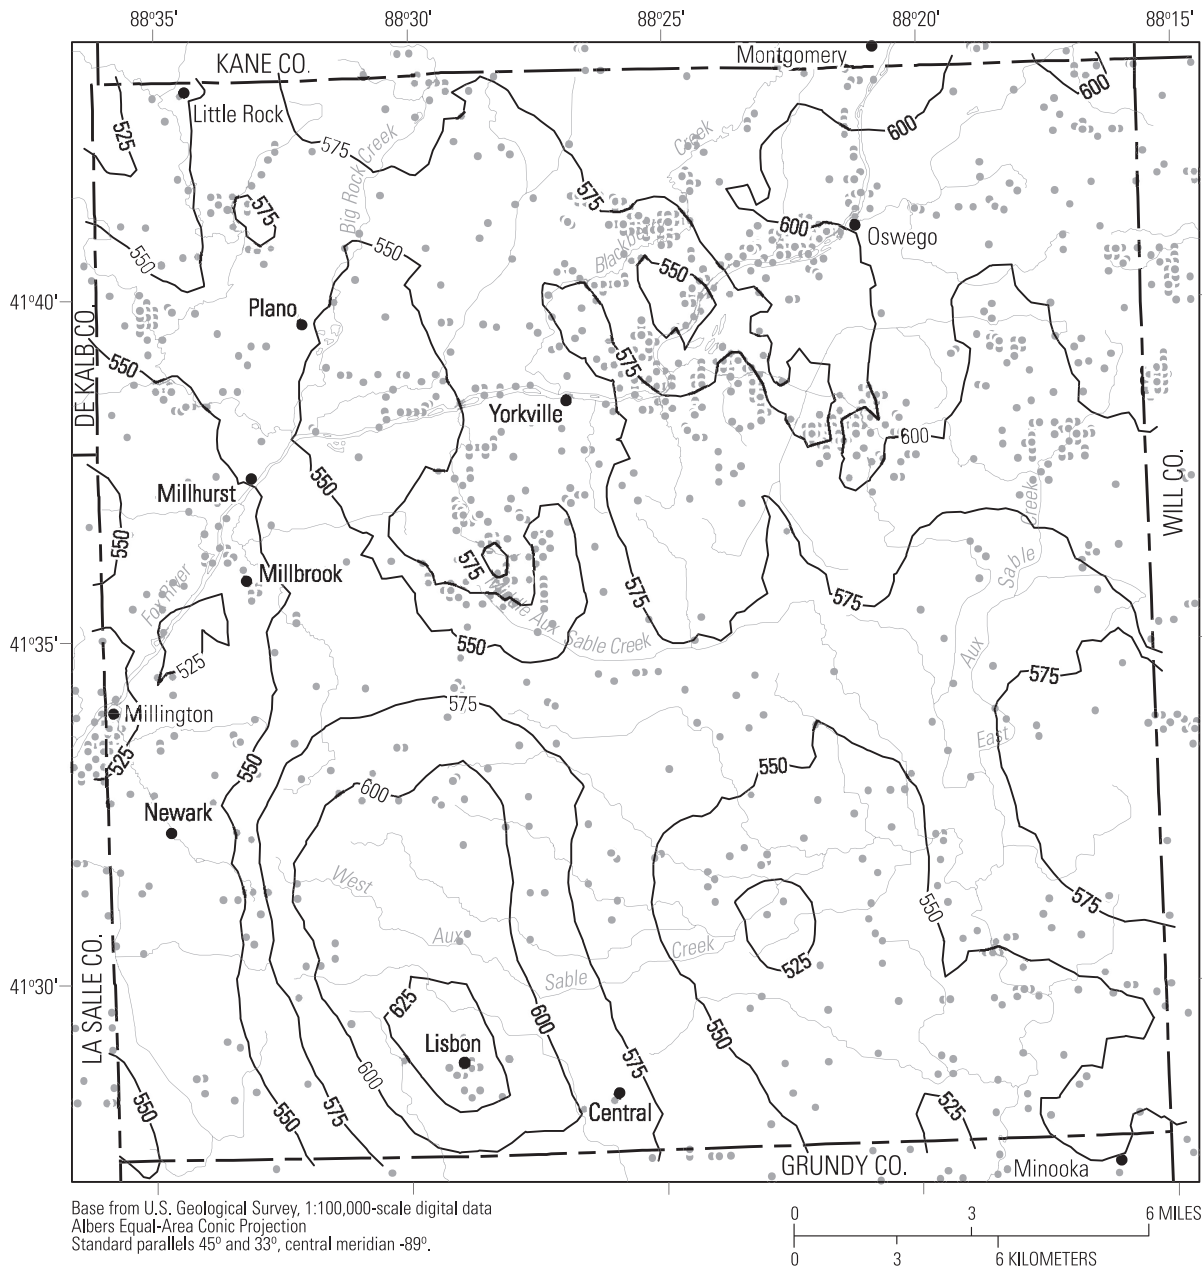 88°35' 88°30' 88°25' 88°20' 88°15'
Montgomery
KANE CO.
600
Little Rock
525
600
575
Creek
Big Rock Creek
575
575
600
Oswego
550
550
Blackberry
550
41°40'
Plano
DE KALB CO.
550
575
Yorkville
600
550
Millhurst
WILL CO.
Creek
550
575
Millbrook
Sable
Fox River
575
575
Middle Aux Sable Creek
550
41°35'
525
Aux
575
Millington
575
East
525
550
550
Newark
600
West
575
550
Aux
Creek
525
Sable
41°30'
LA SALLE CO.
625
600
550
Lisbon
600
575
Central
550
550
575
525
GRUNDY CO.
Minooka
Base from U.S. Geological Survey, 1:100,000-scale digital data
Albers Equal-Area Conic Projection
Standard parallels 45° and 33°, central meridian -89°.
0 3 6 MILES
0 3 6 KILOMETERS